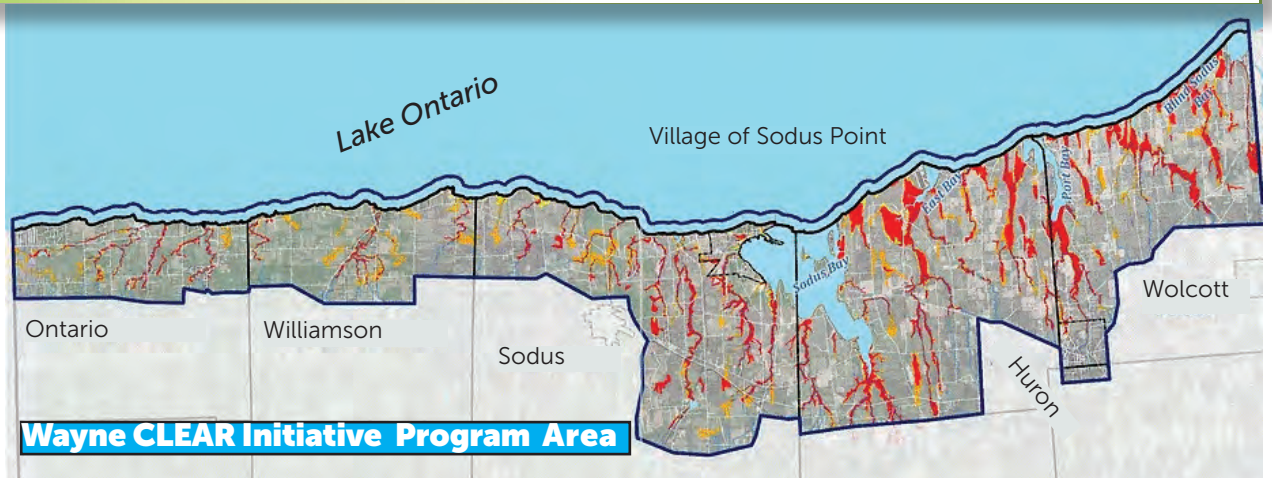 Lake Ontario
Village of Sodus Point
Blind Sodus
Bay
East Bay
Port Bay
Sodus Bay
Wolcott
Ontario
Williamson
Sodus
Huron
Wayne CLEAR Initiative Program Area